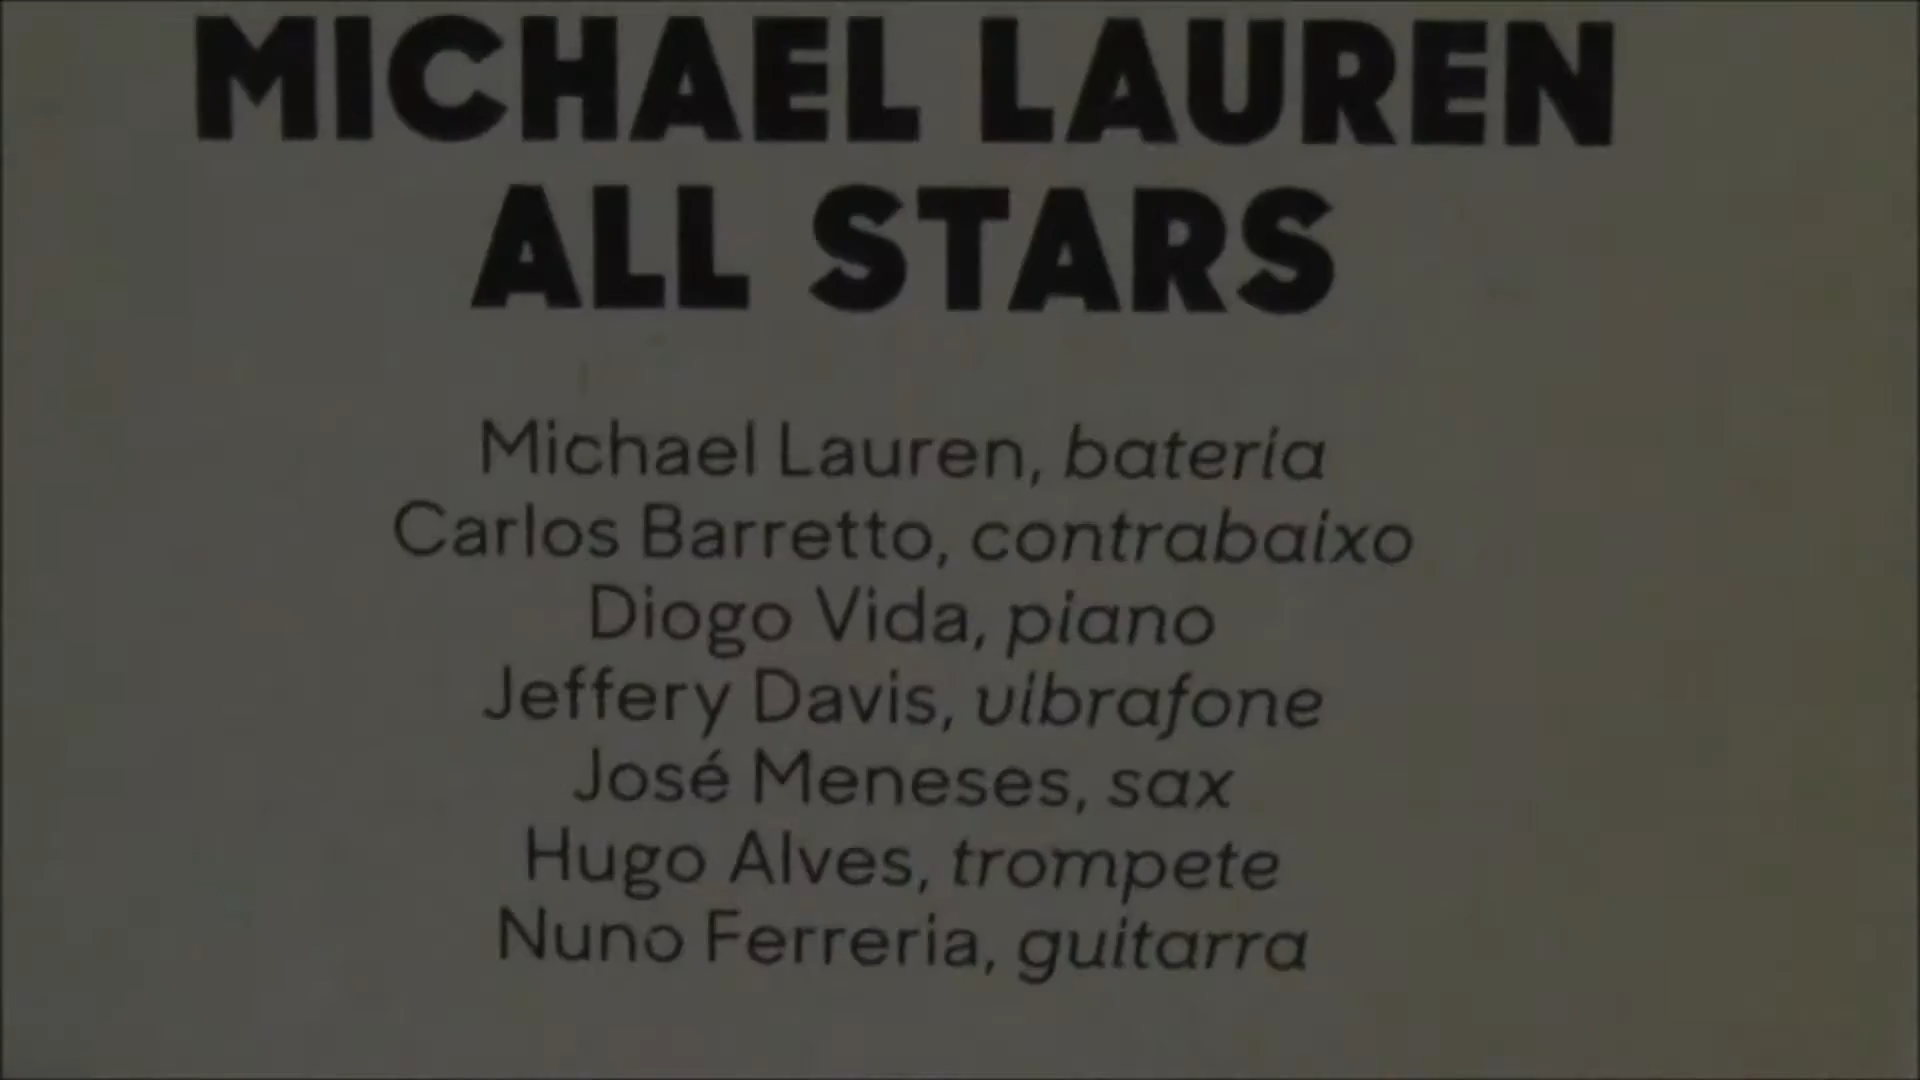 MICHAEL LAUREN
ALL STARS
Michael Lauren, bateria
Carlos Barretto, contrabaixo
Diogo Vida, piano
Jeffery Davis, vibrafone
José Meneses, sax
Hugo Alves, trompete
Nuno Ferreria, guitarra